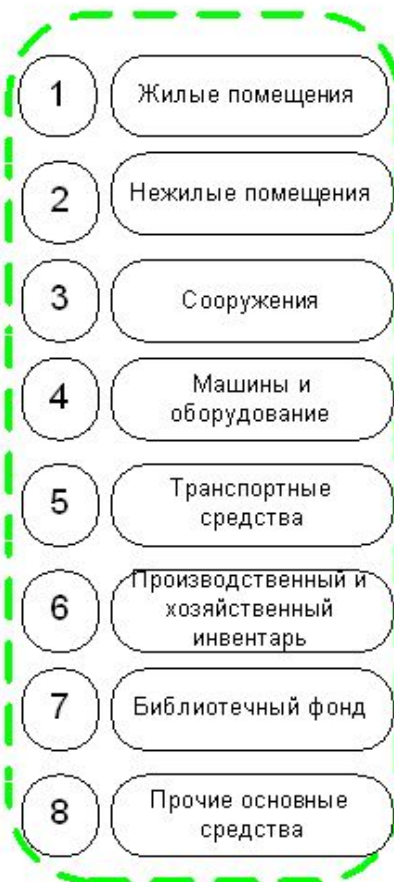 1 Жилые помещения
2 Нежилые помещения
3 Сооружения
4 Машины и
оборудование
5 Транспортные
средства
6 Производственный и
хозяйственный
инвентарь
7 Библиотечный фонд
8 Прочие основные
средства